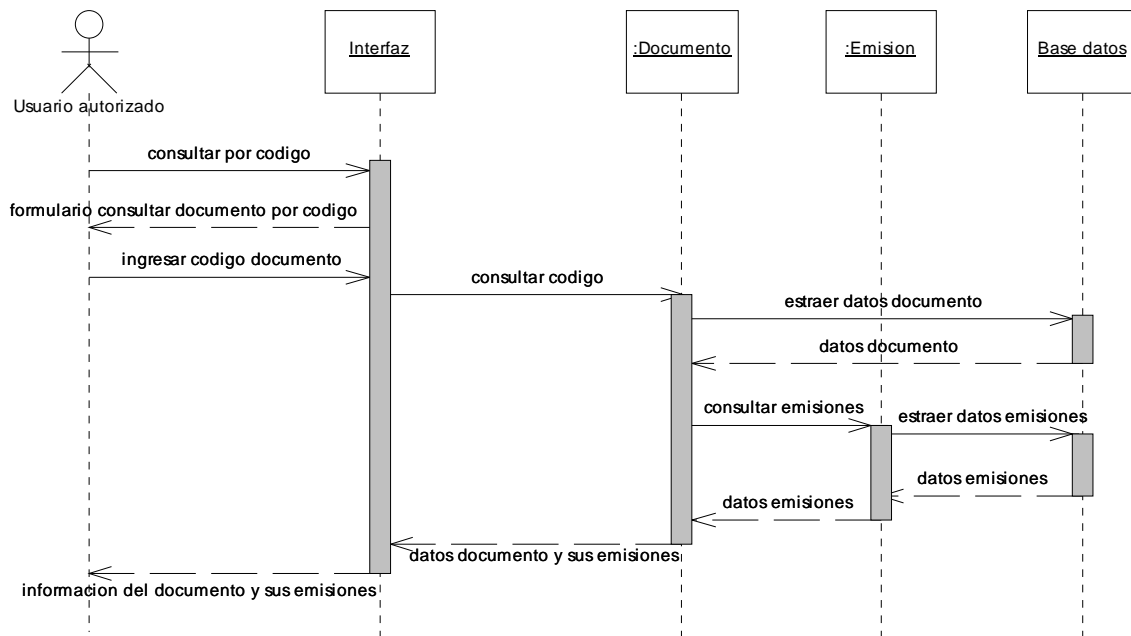 Interfaz
:Documento
:Emision
Base datos
Usuario autorizado
consultar por codigo
formulario consultar documento por codigo
ingresar codigo documento
consultar codigo
estraer datos documento
datos documento
consultar emisiones
estraer datos emisiones
datos emisiones
datos emisiones
datos documento y sus emisiones
informacion del documento y sus emisiones